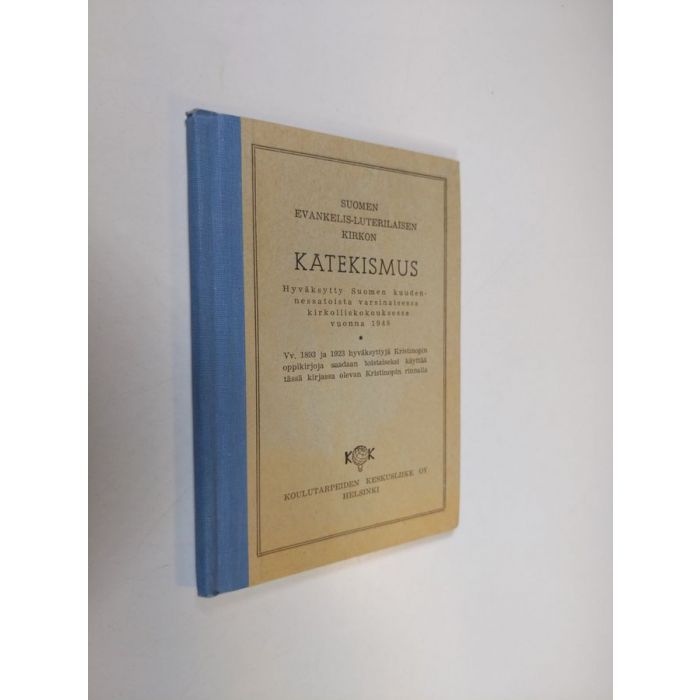 SUOMEN
EVANKELIS-LUTERILAISEN
KIRKON
KATEKISMUS
Hyväksytty Suomen kuuden-
nessatoista varsinaisessa
kirkolliskokouksessa
vuonna 1948
Vv. 1893 ja 1923 hyväksyttyjä Kristinopin
oppikirjoja saadaan toistaiseksi käyttää
tässä kirjassa olevan Kristinopin rinnalla
K K
KOULUTARPEIDEN KESKUSLIIKE OY
HELSINKI